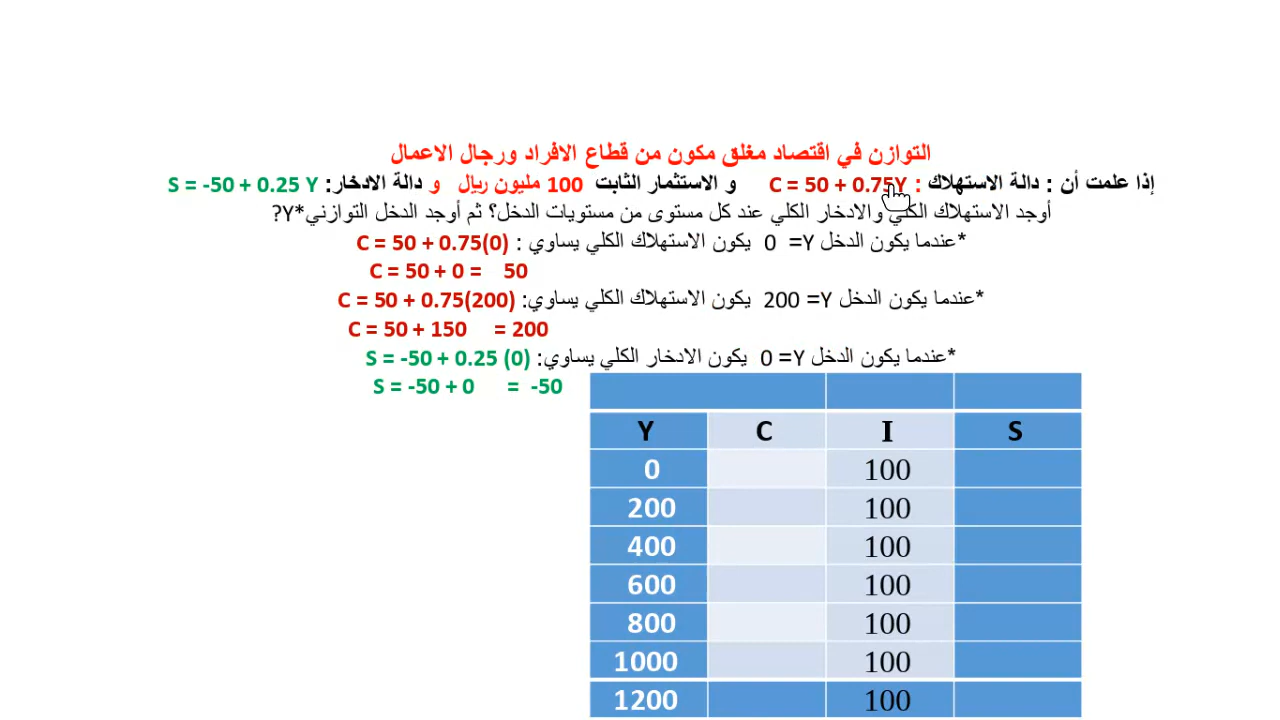 التوازن في اقتصاد مغلق مكون من قطاع الافراد ورجال الاعمال
إذا علمت أن : دالة الاستهلاك : C = 50 + 0.75Y و الاستثمار الثابت 100 مليون ريال و دالة الادخار: S = -50 + 0.25 Y
أوجد الاستهلاك الكلي والادخار الكلي عند كل مستوى من مستويات الدخل؟ ثم أوجد الدخل التوازني*Y?
*عندما يكون الدخل Y= 0 يكون الاستهلاك الكلي يساوي : C = 50 + 0.75(0)
C = 50 + 0 = 50
*عندما يكون الدخل Y= 200 يكون الاستهلاك الكلي يساوي: C = 50 + 0.75(200)
C = 50 + 150 = 200
*عندما يكون الدخل Y= 0 يكون الادخار الكلي يساوي: S = -50 + 0.25 (0)
S = -50 + 0 = -50
Y C I S
0 100
200 100
400 100
600 100
800 100
1000 100
1200 100